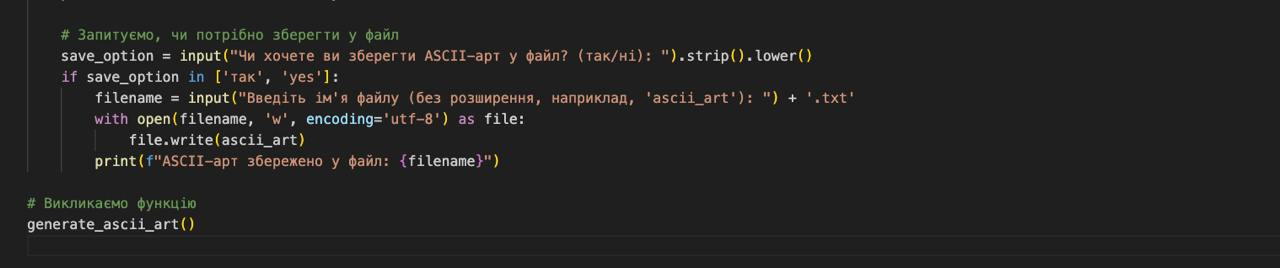 # Запитуємо, чи потрібно зберегти у файл
save_option = input("Чи хочете ви зберегти ASCII-арт у файл? (так/ні): ").strip().lower()
if save_option in ['так', 'yes']:
filename = input("Введіть ім'я файлу (без розширення, наприклад, 'ascii_art'): ") + '.txt'
with open(filename, 'w', encoding='utf-8') as file:
file.write(ascii_art)
print(f"ASCII-арт збережено у файл: {filename}")
# Викликаємо функцію
generate_ascii_art()